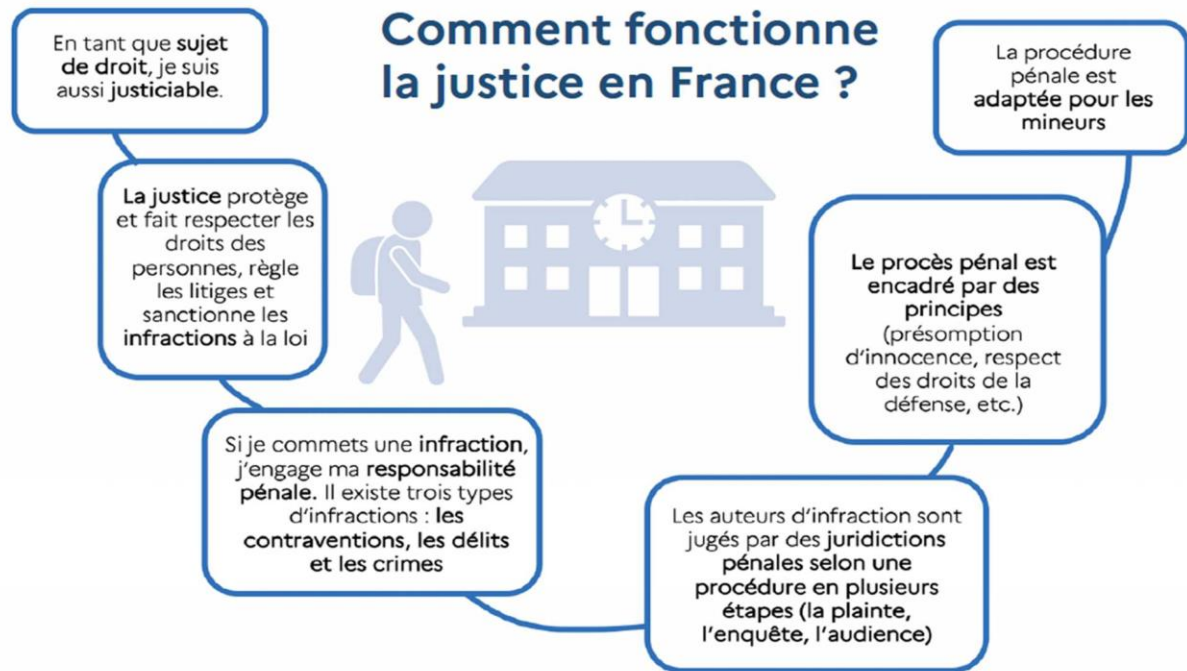 Comment fonctionne
la justice en France ?
En tant que sujet
de droit, je suis
aussi justiciable.
La justice protège
et fait respecter les
droits des
personnes, règle
les litiges et
sanctionne les
infractions à la loi
Si je commets une infraction,
j'engage ma responsabilité
pénale. Il existe trois types
d'infractions : les
contraventions, les délits
et les crimes
Les auteurs d'infraction sont
jugés par des juridictions
pénales selon une
procédure en plusieurs
étapes (la plainte,
l'enquête, l'audience)
Le procès pénal est
encadré par des
principes
(présomption
d'innocence, respect
des droits de la
défense, etc.)
La procédure
pénale est
adaptée pour les
mineurs